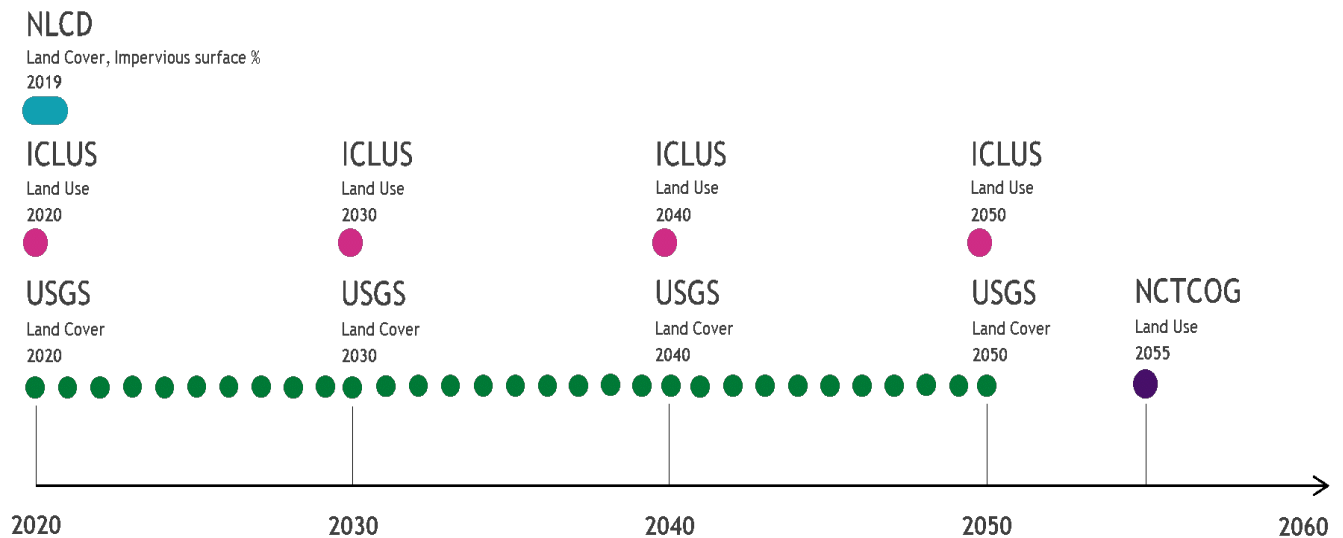 NLCD
Land Cover, Impervious surface %
2019
ICLUS
Land Use
2020
ICLUS
Land Use
2030
ICLUS
Land Use
2040
ICLUS
Land Use
2050
USGS
Land Cover
2020
USGS
Land Cover
2030
USGS
Land Cover
2040
USGS
Land Cover
2050
NCTCOG
Land Use
2055
2020
2030
2040
2050
2060